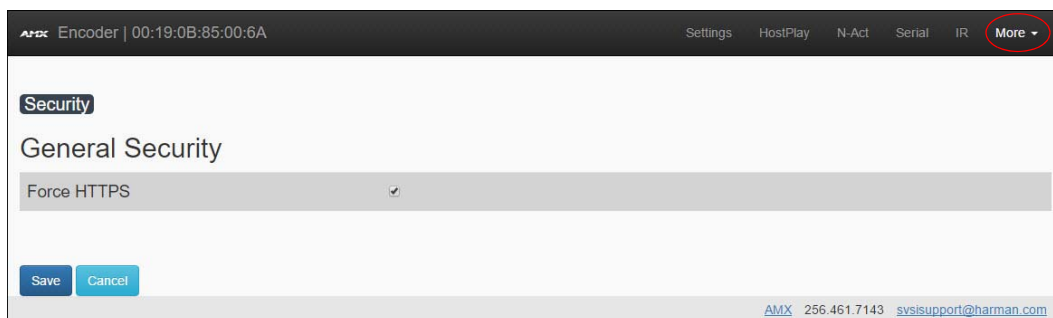 AMX Encoder | 00:19:0B:85:00:6A Settings HostPlay N-Act Serial IR More
Security
General Security
Force HTTPS
Save Cancel
AMX 256.461.7143 svsisupport@harman.com